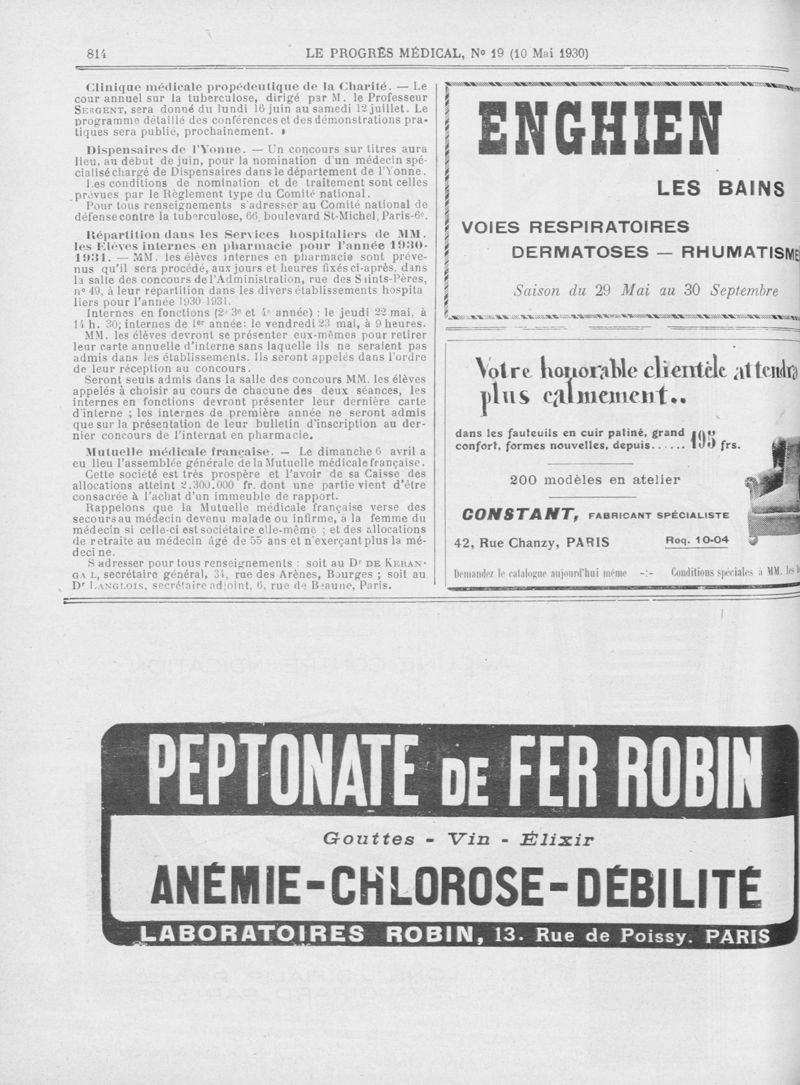 814
LE PROGRÈS MÉDICAL, No 19 (10 Mai 1930)
Clinique médicale propédeutique de la Charité. — Le
cour annuel sur la tuberculose, dirigé par M. le Professeur
SERGENT, sera donné du lundi 16 juin au samedi 12 juillet. Le
programme détaillé des conférences et des démonstrations pra-
tiques sera publié, prochainement.
Dispensaires de l'Yonne. — Un concours sur titres aura
lieu, au début de juin, pour la nomination d'un médecin spé-
cialisé chargé de Dispensaires dans le département de l'Yonne.
Les conditions de nomination et de traitement sont celles
prévues par le Règlement type du Comité national.
Pour tous renseignements s'adresser au Comité national de
défense contre la tuberculose, 66, boulevard St-Michel, Paris-6e.
Répartition dans les Services hospitaliers de MM.
les Elèves internes en pharmacie pour l'année 1930-
1931. — MM. les élèves internes en pharmacie sont préve-
nus qu'il sera procédé, aux jours et heures fixés ci-après, dans
la salle des concours de l'Administration, rue des Saints-Pères,
no 49, à leur répartition dans les divers établissements hospita
liers pour l'année 1930-1931.
Internes en fonctions (2e 3e et 4e année) : le jeudi 22 mai, à
14 h. 30; internes de 1er année: le vendredi 23 mai, à 9 heures.
MM. les élèves devront se présenter eux-mêmes pour retirer
leur carte annuelle d'interne sans laquelle ils ne seraient pas
admis dans les établissements. Ils seront appelés dans l'ordre
de leur réception au concours.
Seront seuls admis dans la salle des concours MM. les élèves
appelés à choisir au cours de chacune des deux séances, les
internes en fonctions devront présenter leur dernière carte
d'interne ; les internes de première année ne seront admis
que sur la présentation de leur bulletin d'inscription au der-
nier concours de l'internat en pharmacie.
Mutuelle médicale française. — Le dimanche 6 avril a
eu lieu l'assemblée générale de la Mutuelle médicale française.
Cette société est très prospère et l'avoir de sa Caisse des
allocations atteint 2.300.000 fr. dont une partie vient d'être
consacrée à l'achat d'un immeuble de rapport.
Rappelons que la Mutuelle médicale française verse des
secours au médecin devenu malade ou infirme, a la femme du
médecin si celle-ci est sociétaire elle-même ; et des allocations
de retraite au médecin âgé de 55 ans et n'exerçant plus la mé-
decine.
S'adresser pour tous renseignements : soit au Dr DE KERAN-
GAL, secrétaire général, 34, rue des Arènes, Bourges ; soit au
Dr LANGLOIS, secrétaire adjoint, 6, rue de Beaune, Paris.
ENGHIEN
LES BAINS
VOIES RESPIRATOIRES
DERMATOSES — RHUMATISME
Saison du 29 Mai au 30 Septembre
Votre honorable clientèle attendra
plus calmement..
dans les fauteuils en cuir patiné, grand
confort, formes nouvelles, depuis...... 195 frs.
200 modèles en atelier
CONSTANT, FABRICANT SPÉCIALISTE
42, Rue Chanzy, PARIS Roq. 10-04
Demandez le catalogue aujourd'hui même -:- Conditions spéciales à MM. les
PEPTONATE DE FER ROBIN
Gouttes - Vin - Élixir
ANÉMIE-CHLOROSE-DÉBILITÉ
LABORATOIRES ROBIN, 13. Rue de Poissy. PARIS